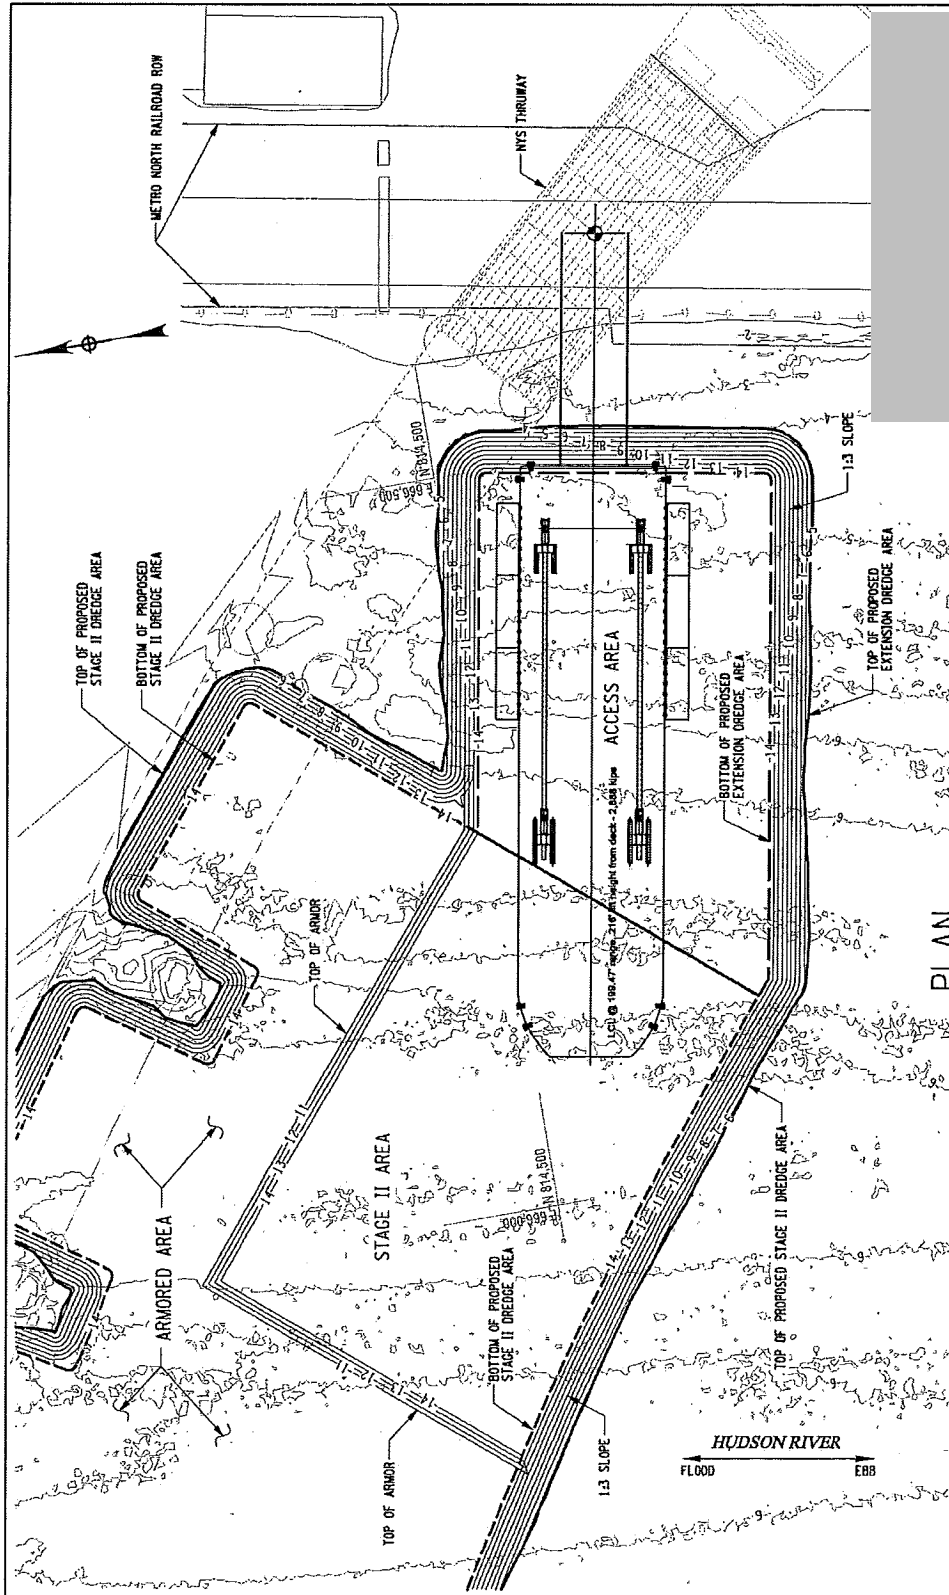 METRO NORTH RAILROAD ROW
NYS THRUWAY
N 814,500
E 666,500
TOP OF PROPOSED
STAGE II DREDGE AREA
BOTTOM OF PROPOSED
STAGE II DREDGE AREA
1:3 SLOPE
TOP OF PROPOSED
EXTENSION DREDGE AREA
BOTTOM OF PROPOSED
EXTENSION DREDGE AREA
ACCESS AREA
TOP OF ARMOR
STAGE II AREA
ARMORED AREA
N 814,500
E 666,000
BOTTOM OF PROPOSED
STAGE II DREDGE AREA
TOP OF PROPOSED STAGE II DREDGE AREA
TOP OF ARMOR
1:3 SLOPE
HUDSON RIVER
FLOOD
EBB
PLAN